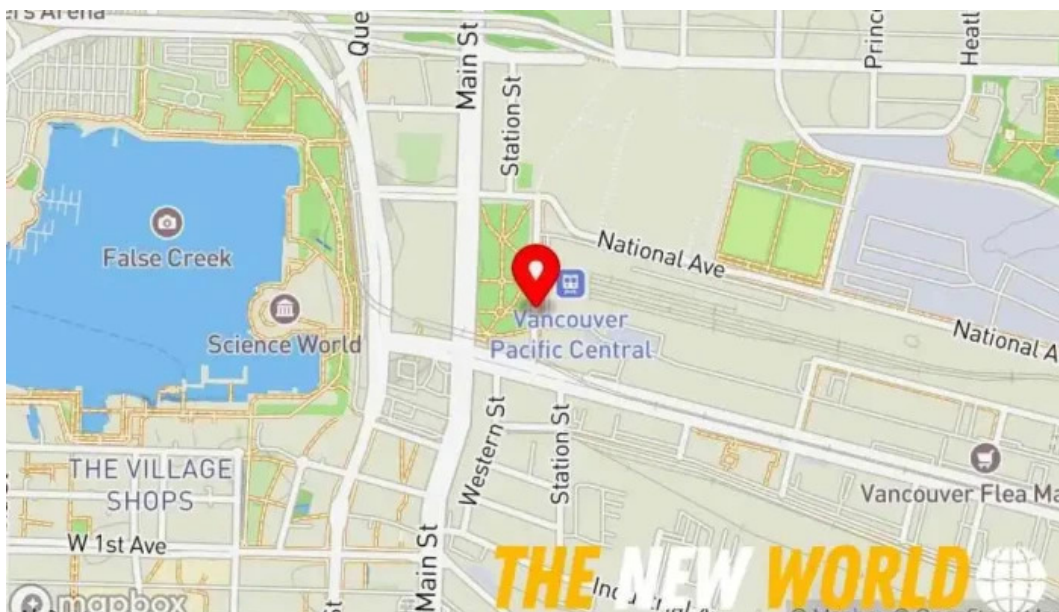 ers Arena
Que
Main St
Station St
Princ
Heatl
False Creek
National Ave
Science World
Vancouver
Pacific Central
National A
Western St
Station St
THE VILLAGE
SHOPS
Vancouver Flea Ma
W 1st Ave
Main St
THE NEW WORLD
mapbox